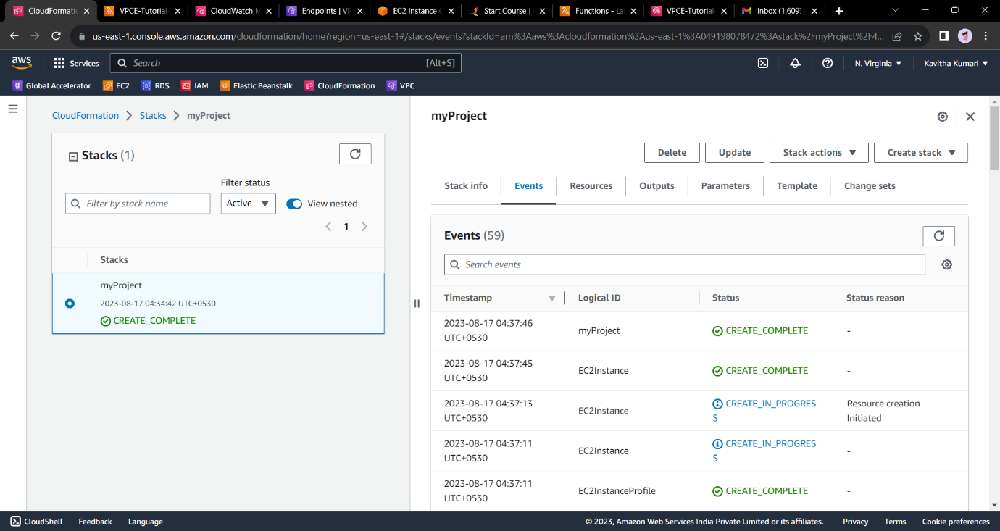 CloudFormatic
VPCE-Tutorial-
CloudWatch M
Endpoints | VP
EC2 Instance C
Start Course |
Functions - La
VPCE-Tutorial-
Inbox (1,609) -
us-east-1.console.aws.amazon.com/cloudformation/home?region=us-east-1#/stacks/events?stackId=arn%3Aaws%3Acloudformation%3Aus-east-1%3A049198078472%3Astack%2FmyProject%2F4...
aws
Services
Search
[Alt+S]
N. Virginia
Kavitha Kumari
Global Accelerator
EC2
RDS
IAM
Elastic Beanstalk
CloudFormation
VPC
CloudFormation > Stacks > myProject
Stacks (1)
Filter status
Filter by stack name
Active
View nested
1
Stacks
myProject
2023-08-17 04:34:42 UTC+0530
CREATE_COMPLETE
myProject
Delete
Update
Stack actions
Create stack
Stack info
Events
Resources
Outputs
Parameters
Template
Change sets
Events (59)
Search events
Timestamp
Logical ID
Status
Status reason
2023-08-17 04:37:46
UTC+0530
myProject
CREATE_COMPLETE
-
2023-08-17 04:37:45
UTC+0530
EC2Instance
CREATE_COMPLETE
-
2023-08-17 04:37:13
UTC+0530
EC2Instance
CREATE_IN_PROGRES
S
Resource creation
Initiated
2023-08-17 04:37:11
UTC+0530
EC2Instance
CREATE_IN_PROGRES
S
-
2023-08-17 04:37:11
UTC+0530
EC2InstanceProfile
CREATE_COMPLETE
-
CloudShell
Feedback
Language
© 2023, Amazon Web Services India Private Limited or its affiliates.
Privacy
Terms
Cookie preferences